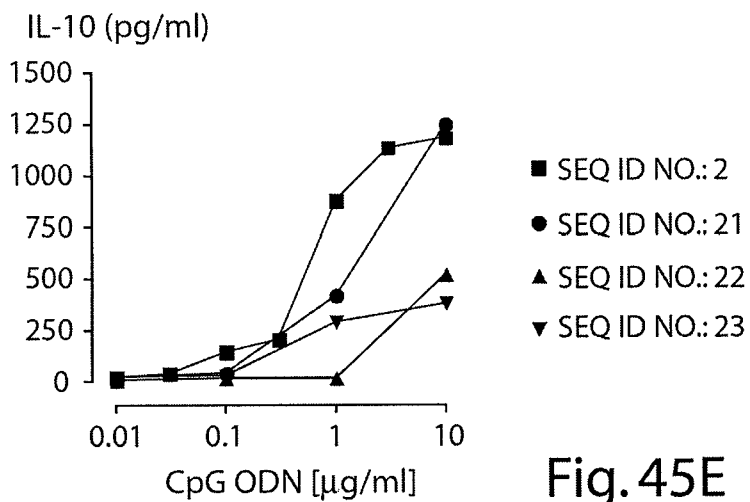 IL-10 (pg/ml)
1500
1250
1000
750
500
250
0
0.01 0.1 1 10
CpG ODN [μg/ml]
■ SEQ ID NO.: 2
● SEQ ID NO.: 21
▲ SEQ ID NO.: 22
▼ SEQ ID NO.: 23
Fig. 45E